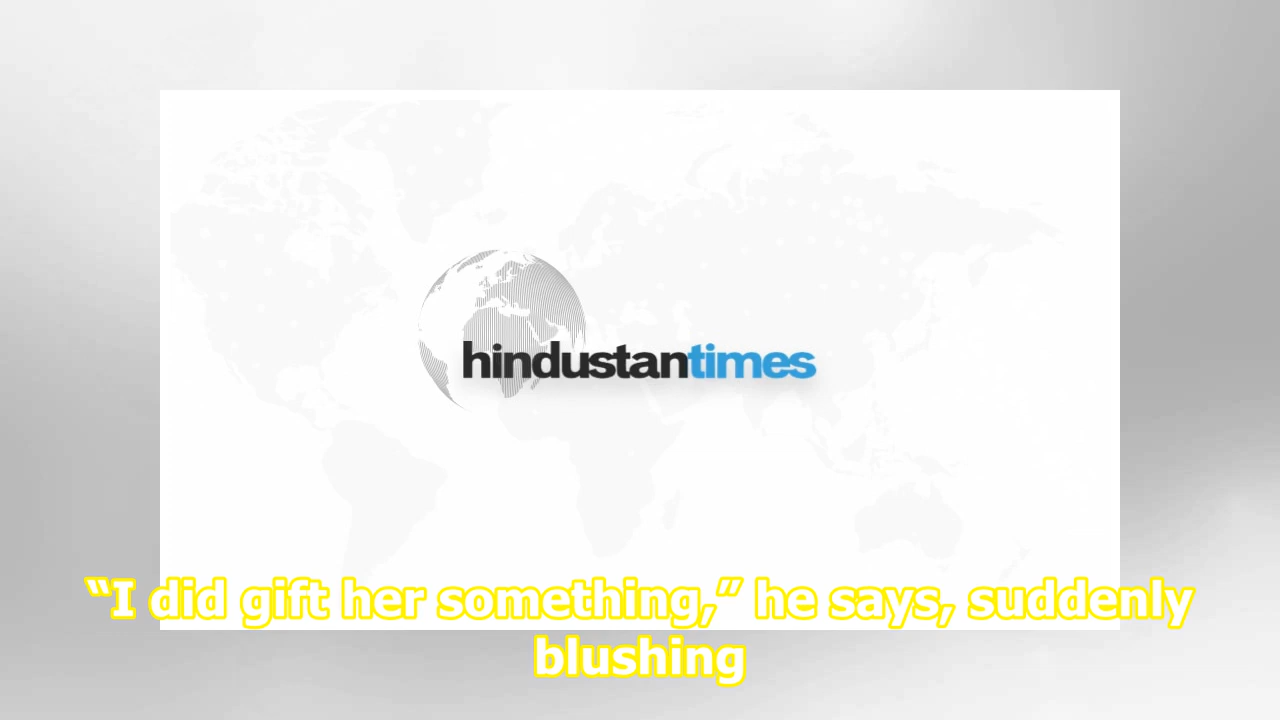 hindustantimes
“I did gift her something,” he says, suddenly
blushing